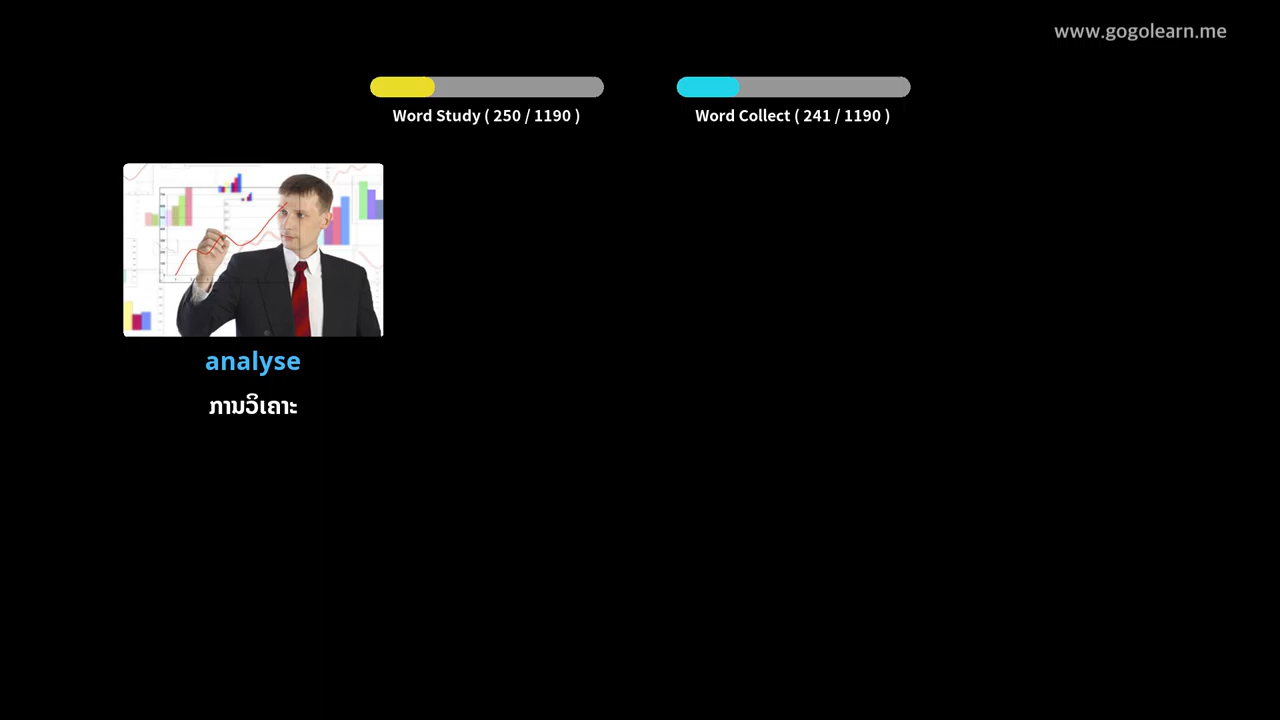 www.gogolearn.me
Word Study ( 250 / 1190 )
Word Collect ( 241 / 1190 )
analyse
ການວິເຄາະ